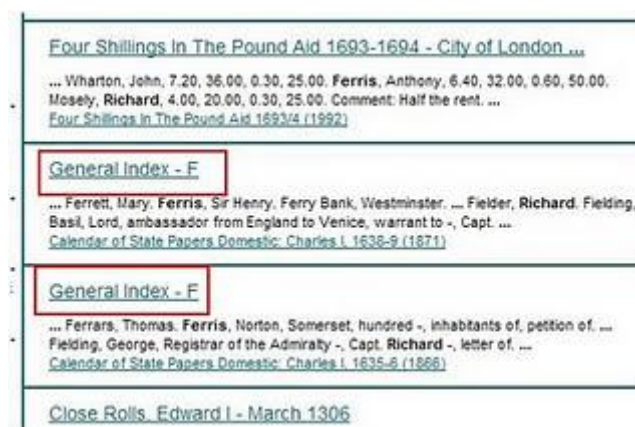 Four Shillings In The Pound Aid 1693-1694 - City of London ...
... Wharton, John, 7.20, 36.00, 0.30, 25.00. Ferris, Anthony, 6.40, 32.00, 0.60, 50.00.
Mosely, Richard, 4.00, 20.00, 0.30, 25.00. Comment: Half the rent. ...
Four Shillings In The Pound Aid 1693/4 (1992)
General Index - F
... Ferrett, Mary. Ferris, Sir Henry. Ferry Bank, Westminster. ... Fielder, Richard. Fielding,
Basil, Lord, ambassador from England to Venice, warrant to -, Capt. ...
Calendar of State Papers Domestic: Charles I, 1638-9 (1871)
General Index - F
... Ferrars, Thomas. Ferris, Norton, Somerset, hundred -, inhabitants of, petition of. ...
Fielding, George, Registrar of the Admiralty -, Capt. Richard -, letter of. ...
Calendar of State Papers Domestic: Charles I, 1635-6 (1866)
Close Rolls, Edward I - March 1306